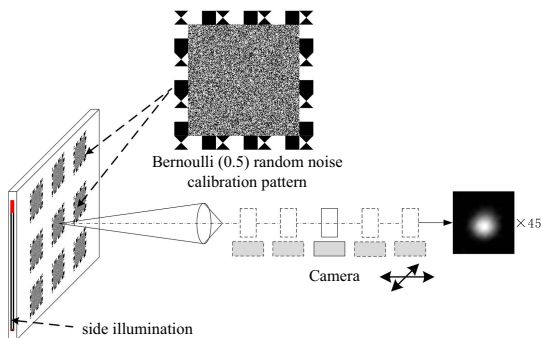 Bernoulli (0.5) random noise
calibration pattern
×45
Camera
side illumination